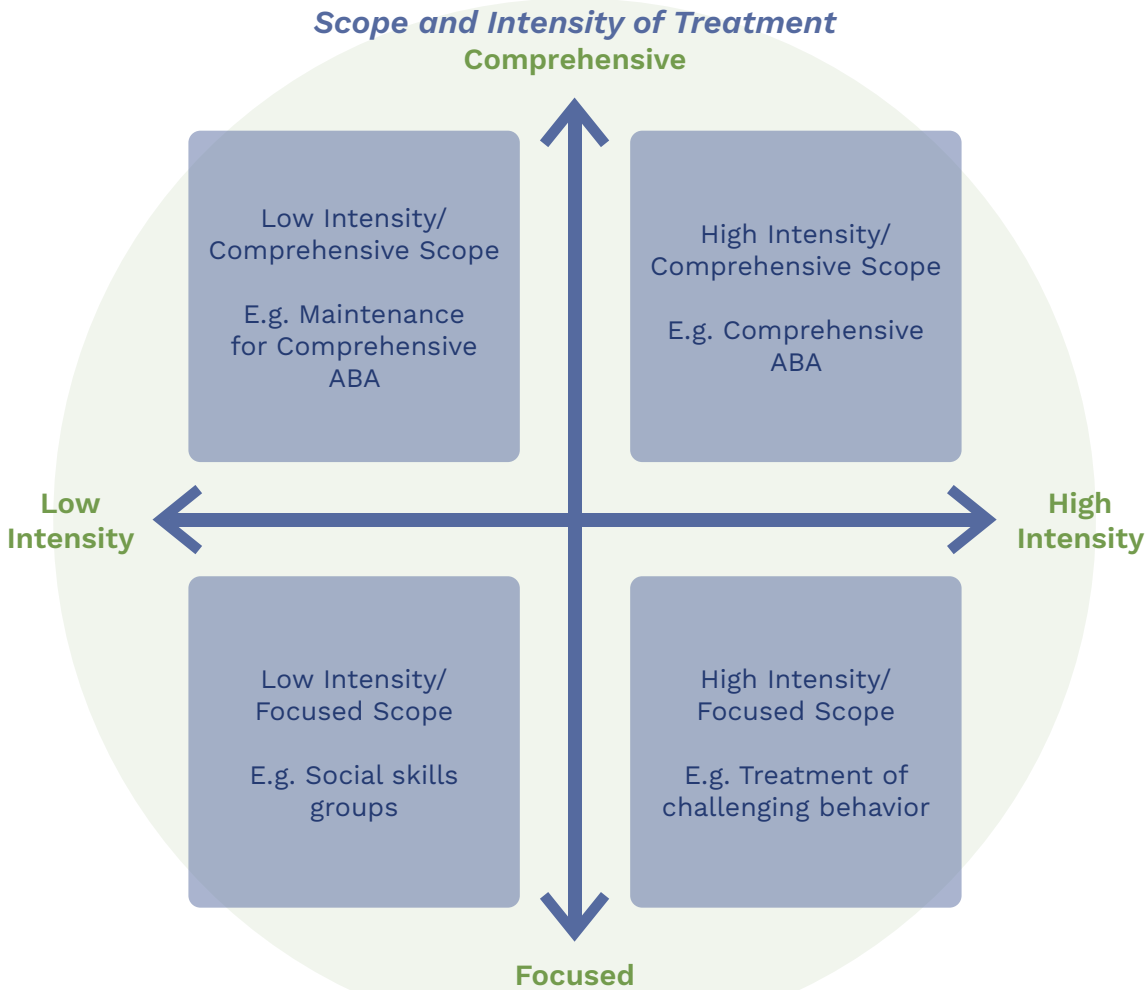 Scope and Intensity of Treatment
Comprehensive
Low Intensity/
Comprehensive Scope
E.g. Maintenance
for Comprehensive
ABA
High Intensity/
Comprehensive Scope
E.g. Comprehensive
ABA
Low
Intensity
High
Intensity
Low Intensity/
Focused Scope
E.g. Social skills
groups
High Intensity/
Focused Scope
E.g. Treatment of
challenging behavior
Focused